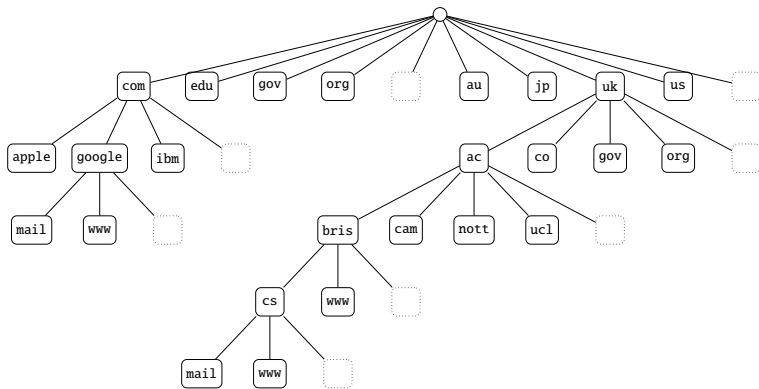 com edu gov org au jp uk us
apple google ibm ac co gov org
mail www bris cam nott ucl
cs www
mail www